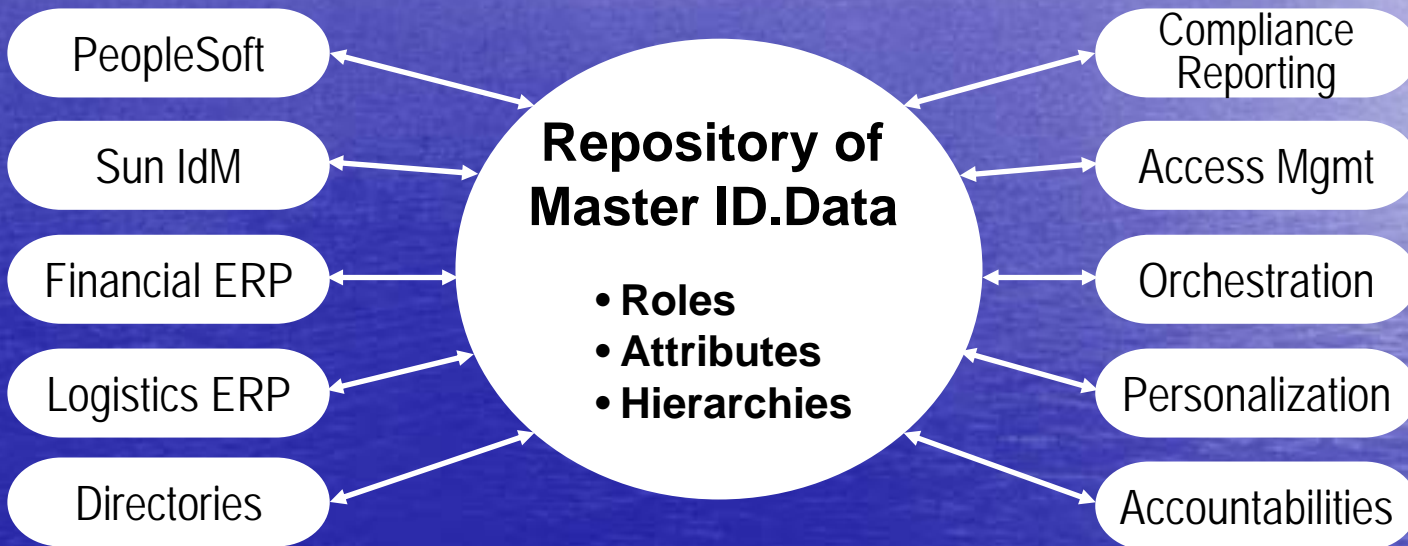 PeopleSoft
Sun IdM
Financial ERP
Logistics ERP
Directories
Repository of
Master ID.Data
• Roles
• Attributes
• Hierarchies
Compliance
Reporting
Access Mgmt
Orchestration
Personalization
Accountabilities